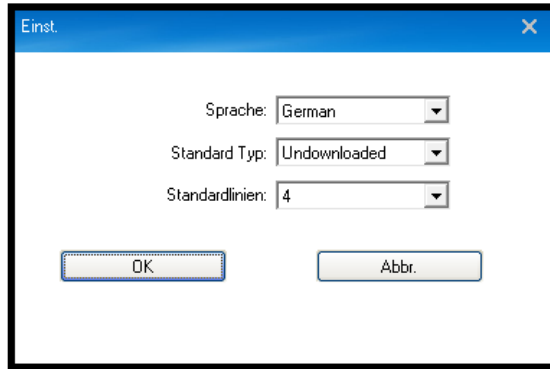 Einst.
Sprache: German
Standard Typ: Undownloaded
Standardlinien: 4
OK Abbr.